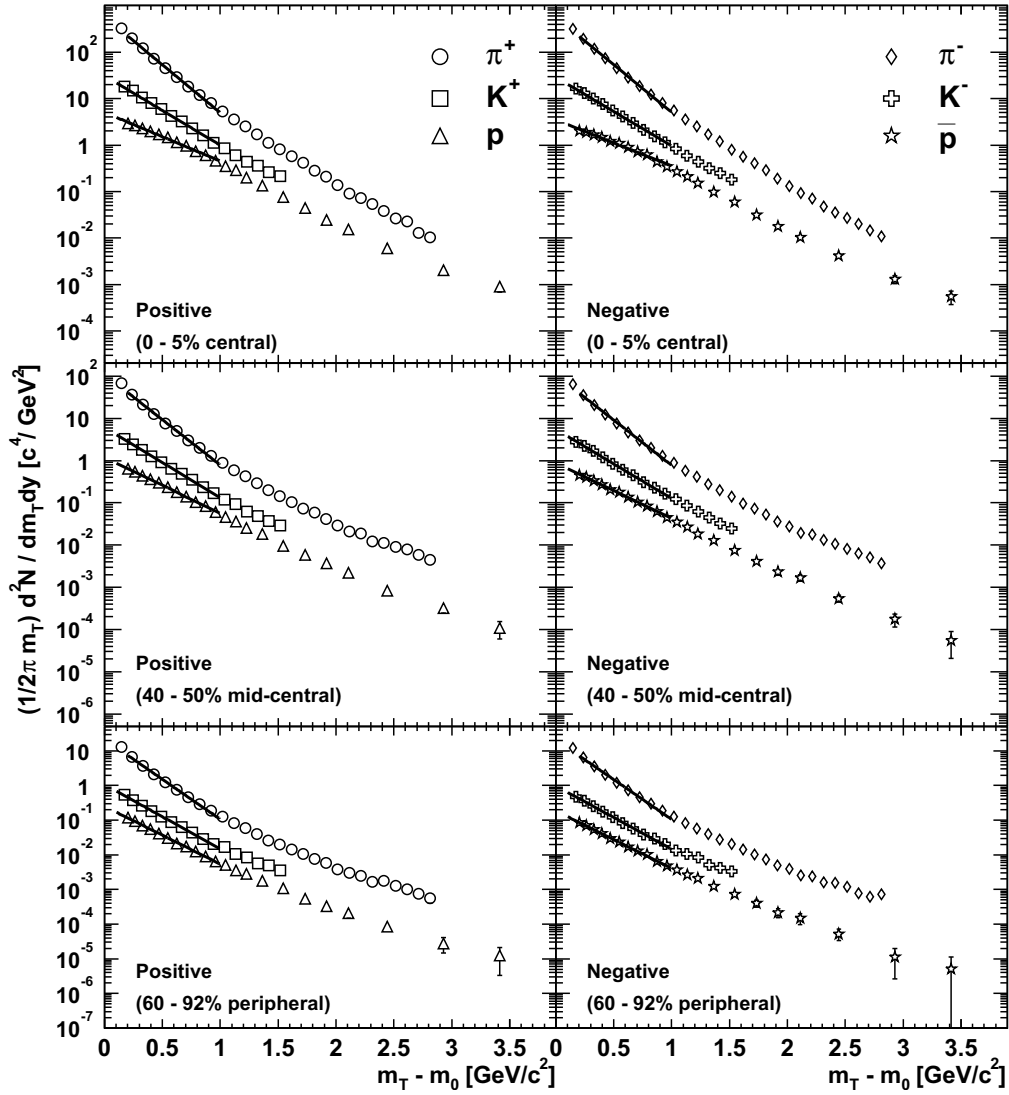 π⁺
K⁺
p
10²
10
1
10⁻¹
10⁻²
10⁻³
10⁻⁴
Positive
(0 - 5% central)
π⁻
K⁻
p̅
Negative
(0 - 5% central)
(1/2π m_T) d²N / dm_T dy [c⁴/ GeV²]
10²
10
1
10⁻¹
10⁻²
10⁻³
10⁻⁴
10⁻⁵
10⁻⁶
Positive
(40 - 50% mid-central)
Negative
(40 - 50% mid-central)
10
1
10⁻¹
10⁻²
10⁻³
10⁻⁴
10⁻⁵
10⁻⁶
10⁻⁷
Positive
(60 - 92% peripheral)
Negative
(60 - 92% peripheral)
0 0.5 1 1.5 2 2.5 3 3.5
0 0.5 1 1.5 2 2.5 3 3.5
m_T - m₀ [GeV/c²]
m_T - m₀ [GeV/c²]